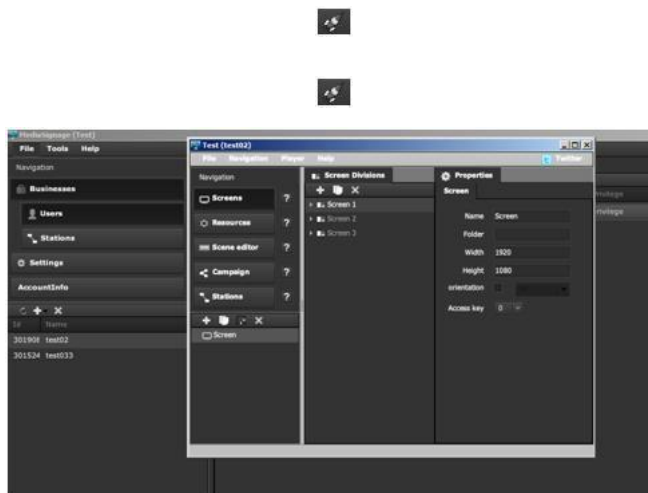 MediaSignage (Test)
File Tools Help
Navigation
Businesses
Users
Stations
Settings
AccountInfo
Id Name
301908 test02
301524 test033
Test (test02)
File Navigation Player Help
Twitter
Navigation
Screens ?
Resources ?
Scene editor ?
Campaign ?
Stations ?
Screen
Screen Divisions
Screen 1
Screen 2
Screen 3
Properties
Screen
Name Screen
Folder
Width 1920
Height 1080
orientation
Access key 0